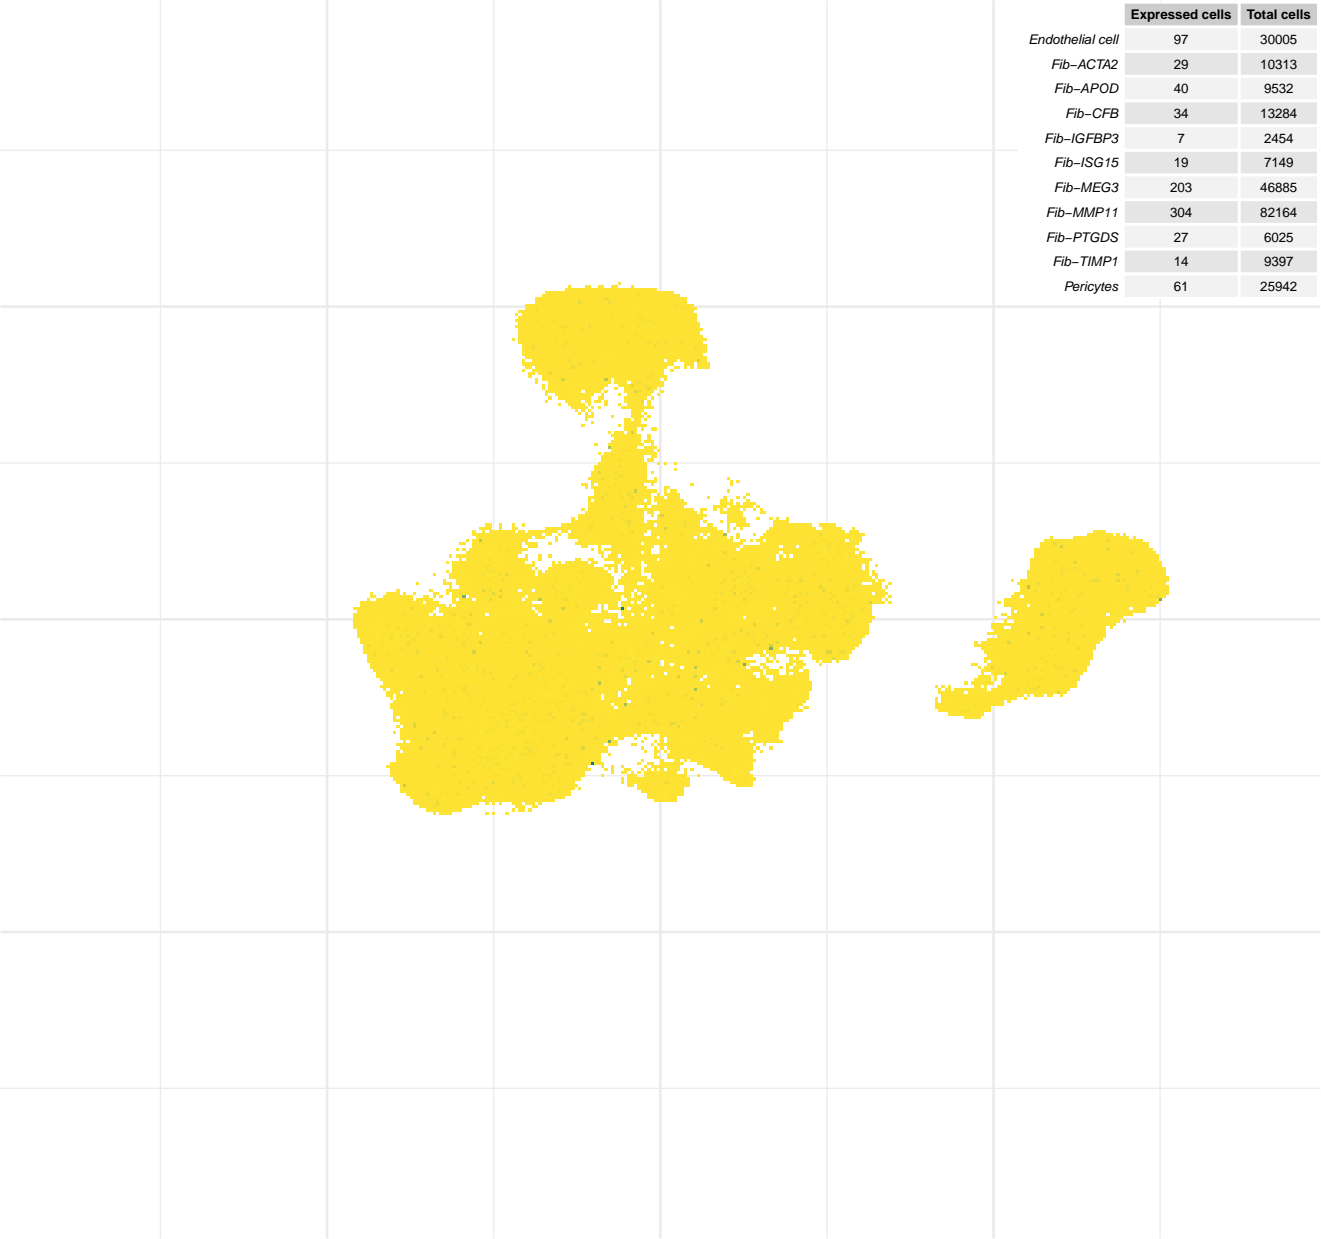 Expressed cells Total cells
Endothelial cell 97 30005
Fib−ACTA2 29 10313
Fib−APOD 40 9532
Fib−CFB 34 13284
Fib−IGFBP3 7 2454
Fib−ISG15 19 7149
Fib−MEG3 203 46885
Fib−MMP11 304 82164
Fib−PTGDS 27 6025
Fib−TIMP1 14 9397
Pericytes 61 25942